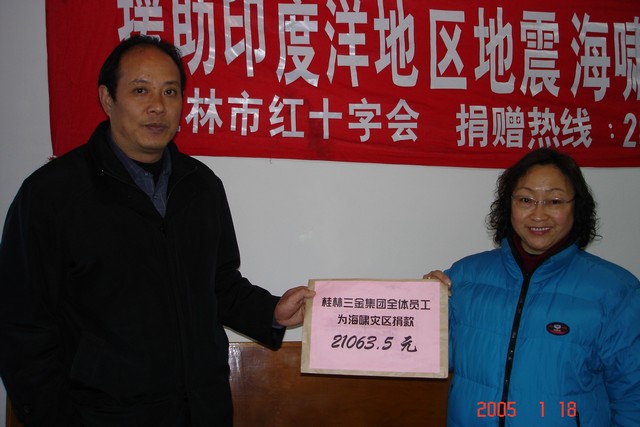 援助印度洋地区地震海啸
林市红十字会 捐赠热线：2
桂林三金集团全体员工
为海啸灾区捐款
21063.5 元
2005 1 18